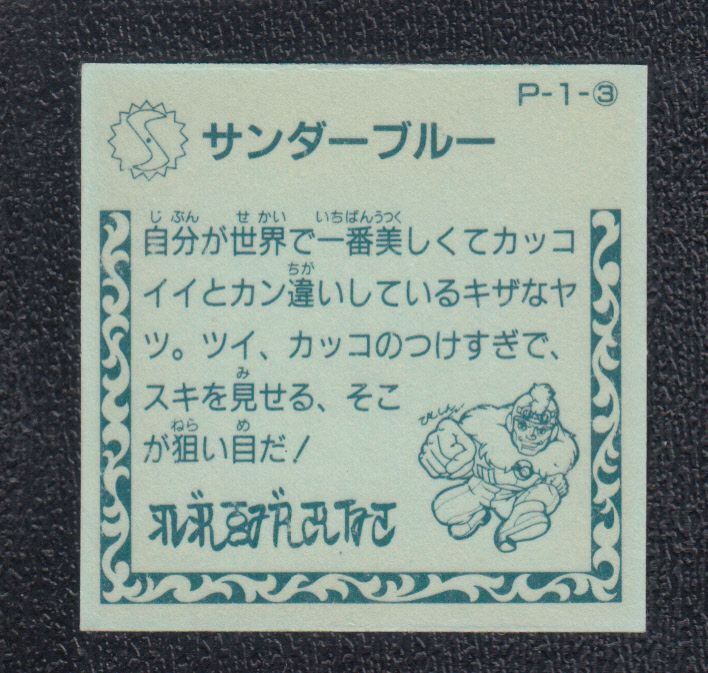 P-1-③
サンダーブルー
自分が世界で一番美しくてカッコ
イイとカン違いしているキザなヤ
ツ。ツイ、カッコのつけすぎで、
スキを見せる、そこ
が狙い目だ!